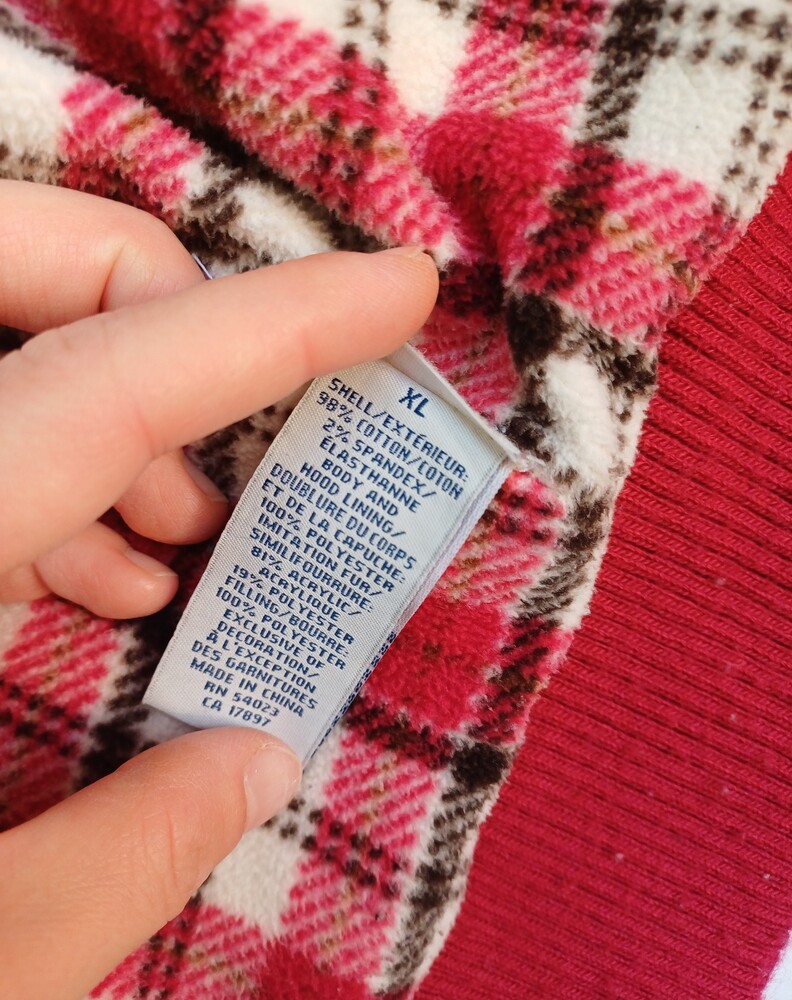 XL
SHELL/EXTÉRIEUR:
98% COTTON/COTON
2% SPANDEX/
ÉLASTHANNE
BODY AND
HOOD LINING/
DOUBLURE DU CORPS
ET DE LA CAPUCHE:
100% POLYESTER
IMITATION FUR/
SIMILIFOURRURE:
81% ACRYLIC/
ACRYLIQUE/
19% POLYESTER
FILLING/BOURRE:
100% POLYESTER
EXCLUSIVE OF
DECORATION/
À L'EXCEPTION
DES GARNITURES
MADE IN CHINA
RN 54023
CA 17897